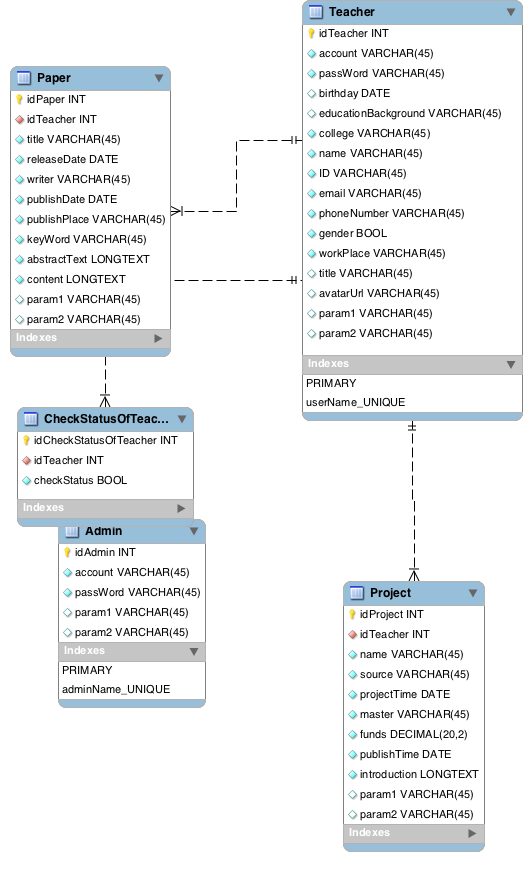 Teacher
idTeacher INT
account VARCHAR(45)
passWord VARCHAR(45)
birthday DATE
educationBackground VARCHAR(45)
college VARCHAR(45)
name VARCHAR(45)
ID VARCHAR(45)
email VARCHAR(45)
phoneNumber VARCHAR(45)
gender BOOL
workPlace VARCHAR(45)
title VARCHAR(45)
avatarUrl VARCHAR(45)
param1 VARCHAR(45)
param2 VARCHAR(45)
Indexes
PRIMARY
userName_UNIQUE
Paper
idPaper INT
idTeacher INT
title VARCHAR(45)
releaseDate DATE
writer VARCHAR(45)
publishDate DATE
publishPlace VARCHAR(45)
keyWord VARCHAR(45)
abstractText LONGTEXT
content LONGTEXT
param1 VARCHAR(45)
param2 VARCHAR(45)
Indexes
CheckStatusOfTeac...
idCheckStatusOfTeacher INT
idTeacher INT
checkStatus BOOL
Indexes
Admin
idAdmin INT
account VARCHAR(45)
passWord VARCHAR(45)
param1 VARCHAR(45)
param2 VARCHAR(45)
Indexes
PRIMARY
adminName_UNIQUE
Project
idProject INT
idTeacher INT
name VARCHAR(45)
source VARCHAR(45)
projectTime DATE
master VARCHAR(45)
funds DECIMAL(20,2)
publishTime DATE
introduction LONGTEXT
param1 VARCHAR(45)
param2 VARCHAR(45)
Indexes